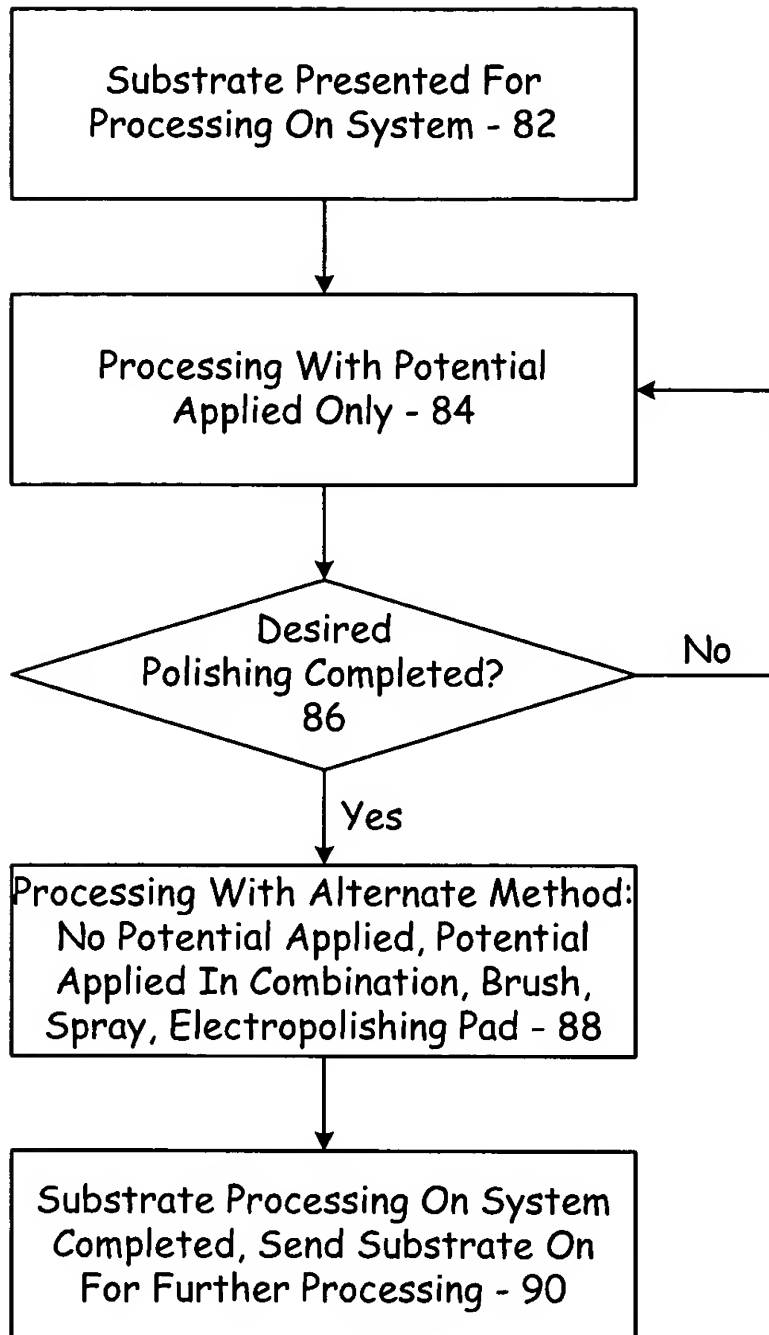 Substrate Presented For
Processing On System - 82
Processing With Potential
Applied Only - 84
Desired
Polishing Completed?
86
No
Yes
Processing With Alternate Method:
No Potential Applied, Potential
Applied In Combination, Brush,
Spray, Electropolishing Pad - 88
Substrate Processing On System
Completed, Send Substrate On
For Further Processing - 90